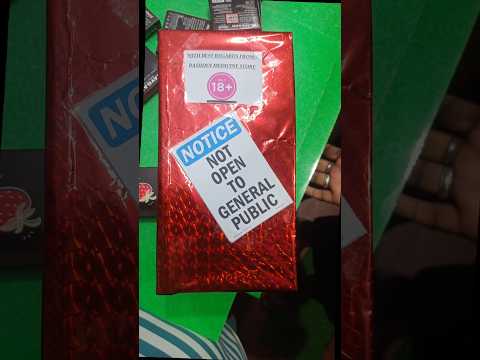 WITH BEST REGARDS FROM:
18+
NOTICE
NOT
OPEN
TO
GENERAL
PUBLIC